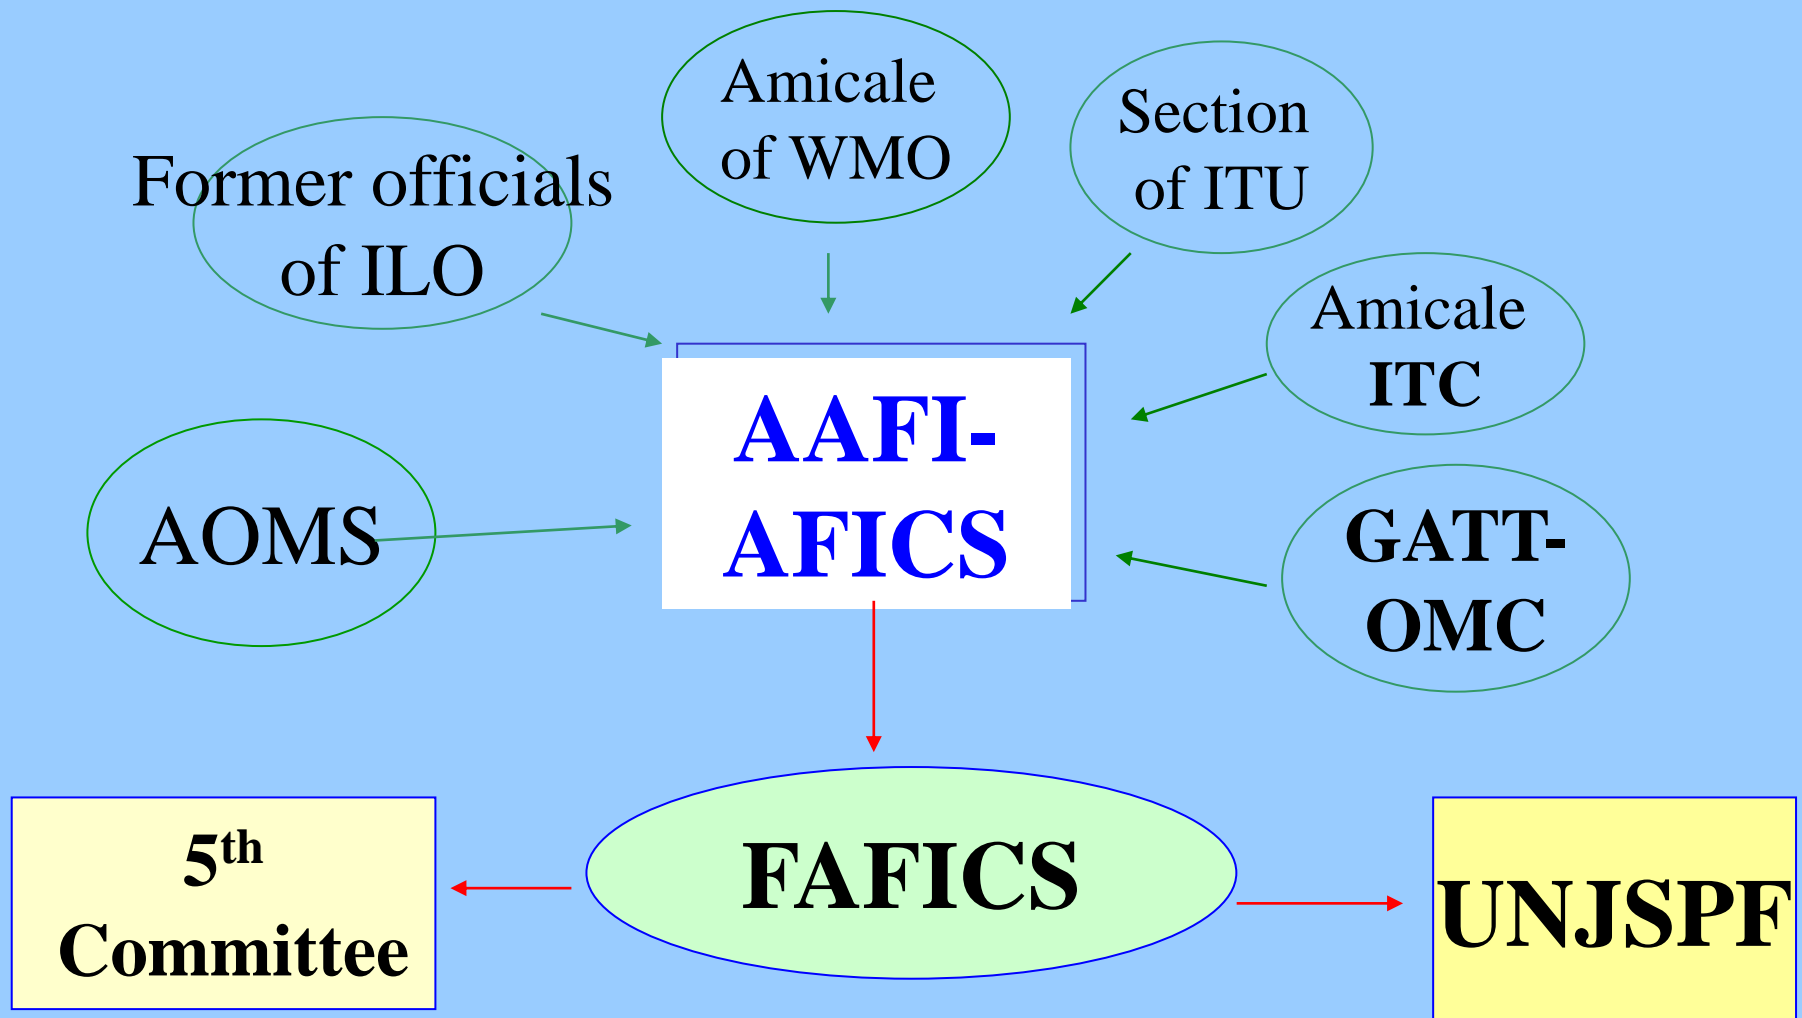 Amicale
of WMO
Section
of ITU
Former officials
of ILO
Amicale
ITC
AAFI-
AFICS
AOMS
GATT-
OMC
5th
Committee
FAFICS
UNJSPF